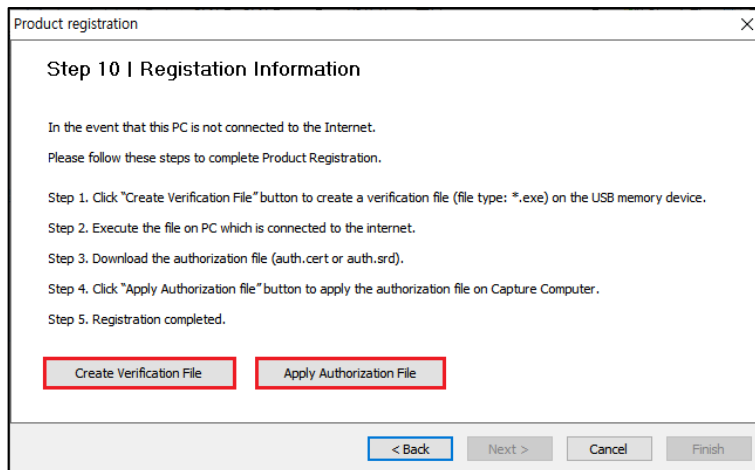 Product registration
Step 10 | Registation Information
In the event that this PC is not connected to the Internet.
Please follow these steps to complete Product Registration.
Step 1. Click "Create Verification File" button to create a verification file (file type: *.exe) on the USB memory device.
Step 2. Execute the file on PC which is connected to the internet.
Step 3. Download the authorization file (auth.cert or auth.srd).
Step 4. Click "Apply Authorization file" button to apply the authorization file on Capture Computer.
Step 5. Registration completed.
Create Verification File
Apply Authorization File
< Back
Next >
Cancel
Finish